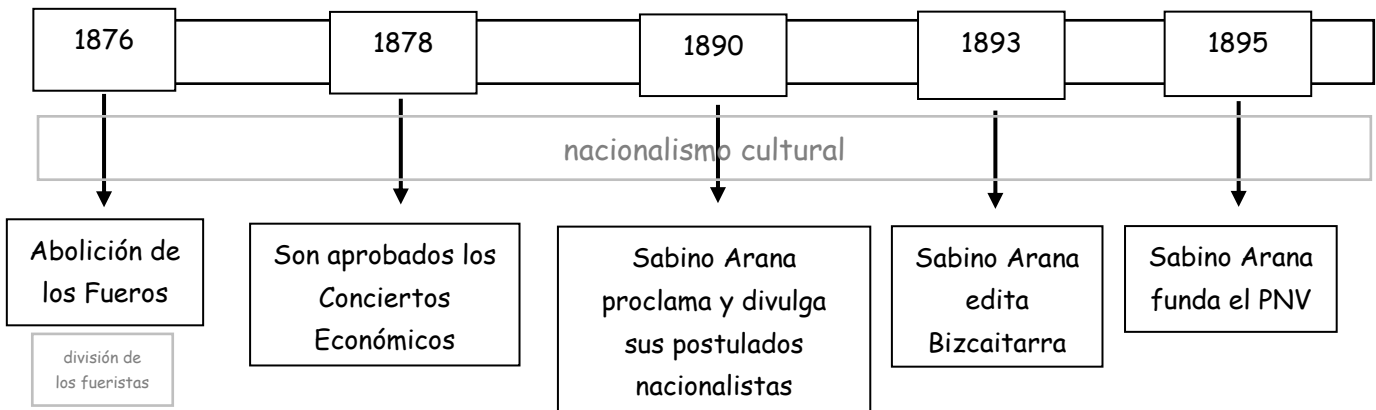 1876
1878
1890
1893
1895
nacionalismo cultural
Abolición de
los Fueros
división de
los fueristas
Son aprobados los
Conciertos
Económicos
Sabino Arana
proclama y divulga
sus postulados
nacionalistas
Sabino Arana
edita
Bizcaitarra
Sabino Arana
funda el PNV